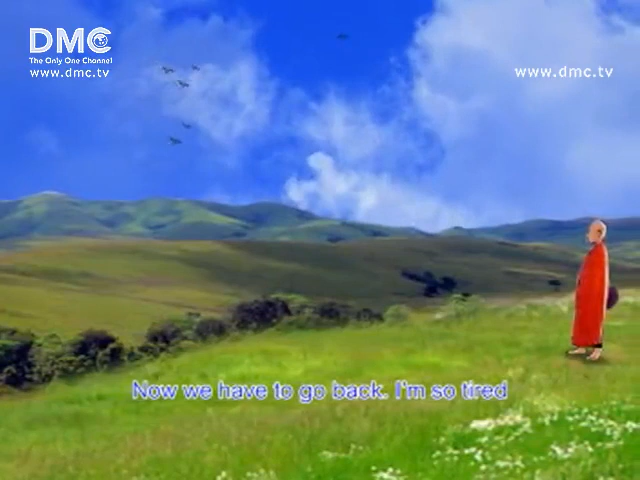 DMC
The Only One Channel
www.dmc.tv
www.dmc.tv
Now we have to go back. I'm so tired